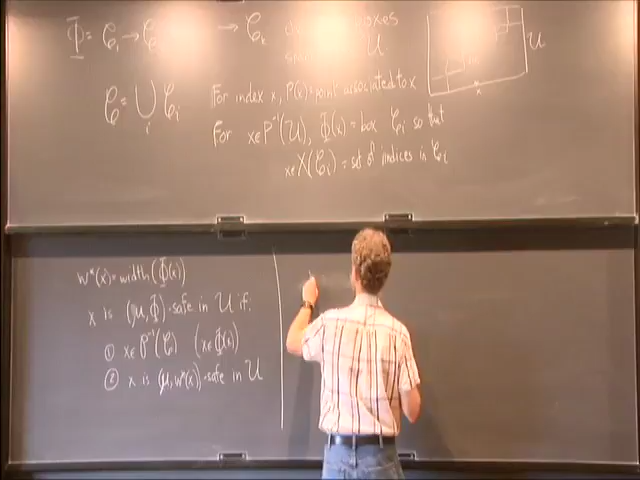 Φ = 𝒞₁ → 𝒞 → 𝒞ₖ
U
U
x
𝒞 = ⋃ᵢ 𝒞ᵢ
For index x, P(x) = point associated to x
For x∈P⁻¹(U), Φ(x) = box 𝒞ᵢ so that
x∈X(𝒞ᵢ) = set of indices in 𝒞ᵢ
w*(x) = width(Φ(x))
x is (μ, Φ)-safe in U if:
① x∈P⁻¹(𝒞ᵢ) (x∈Φ(x))
② x is (μ, w*(x))-safe in U